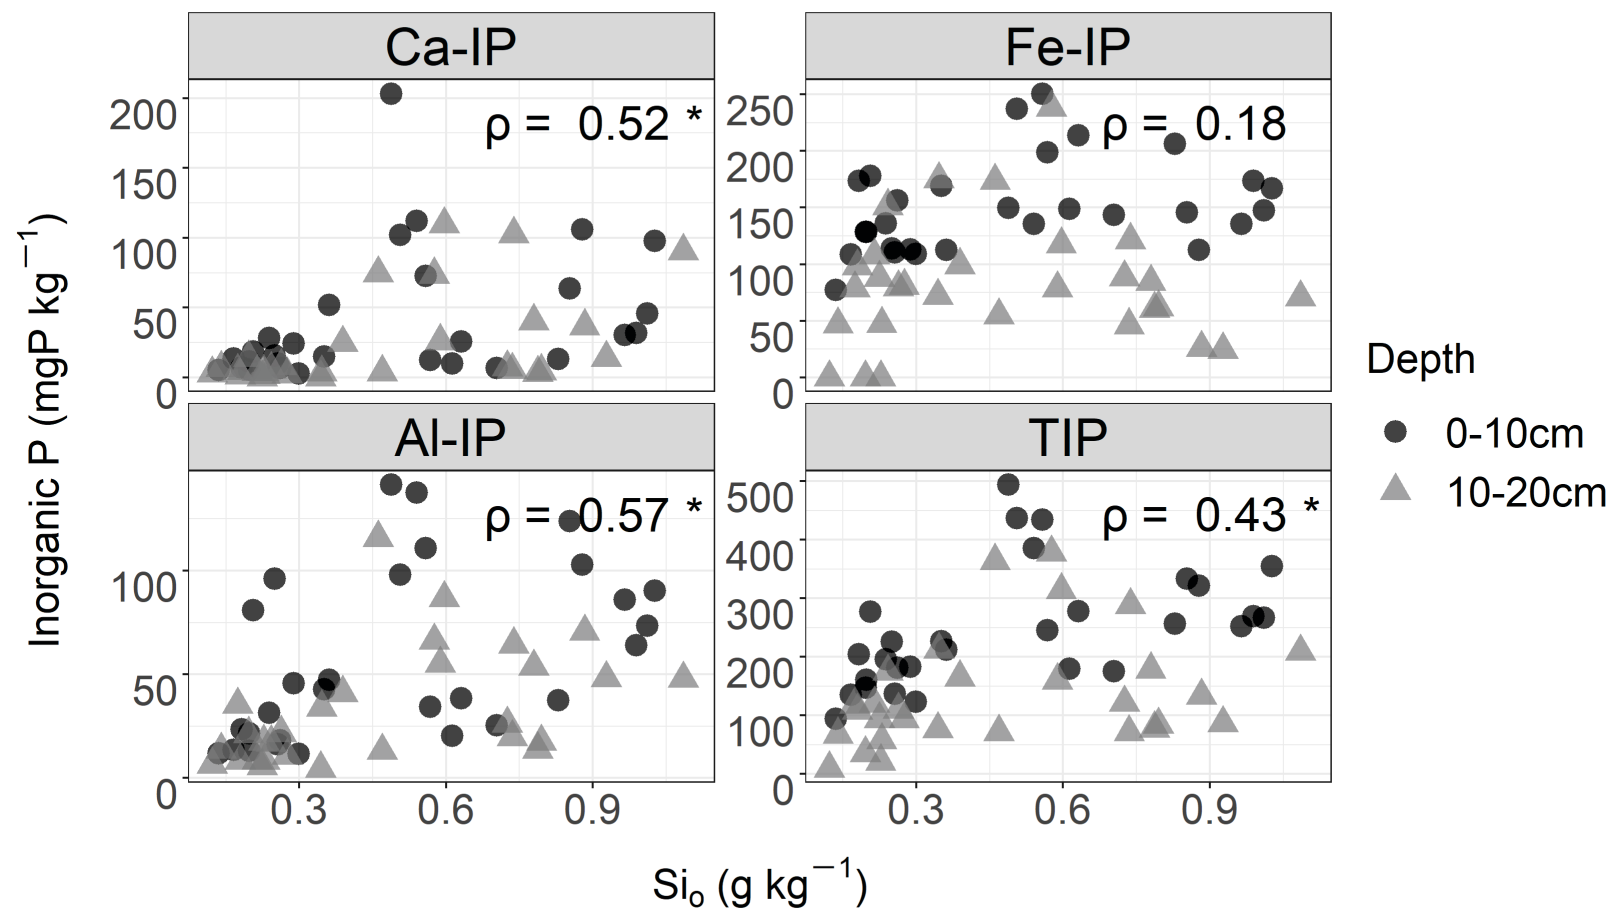 Ca-IP
Fe-IP
ρ = 0.52 *
ρ = 0.18
200
150
100
50
0
250
200
150
100
50
0
Al-IP
TIP
ρ = 0.57 *
ρ = 0.43 *
100
50
0
500
400
300
200
100
0
0.3 0.6 0.9
0.3 0.6 0.9
Inorganic P (mgP kg⁻¹)
Siₒ (g kg⁻¹)
Depth
0-10cm
10-20cm